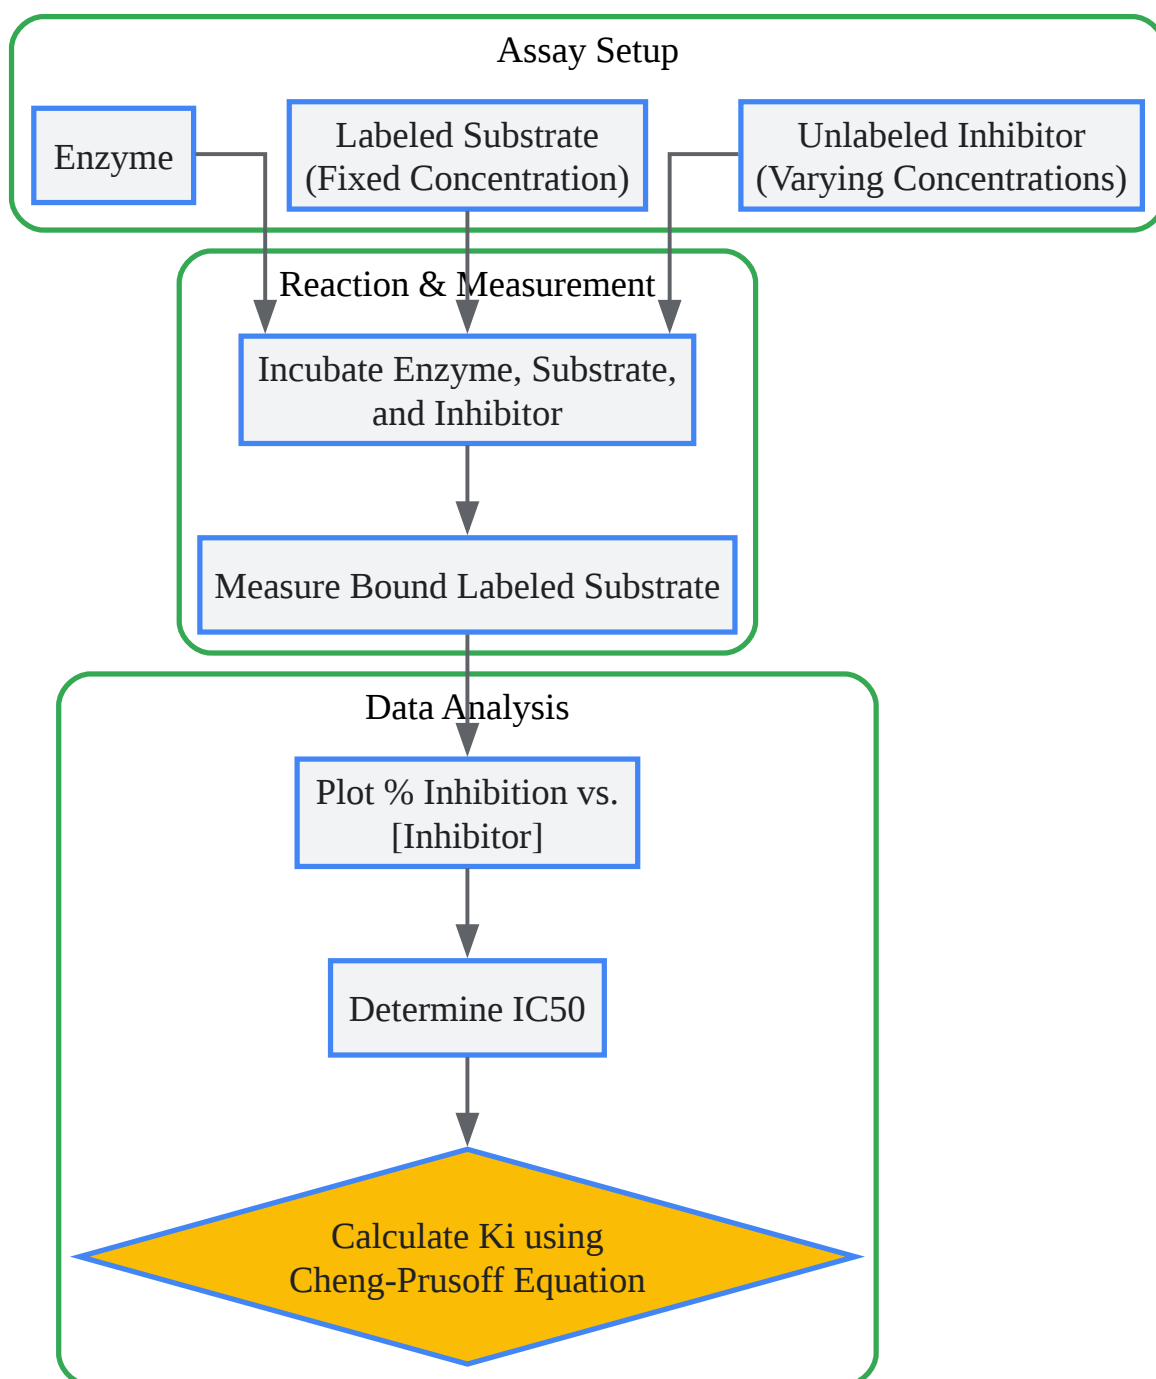 Assay Setup
Enzyme
Labeled Substrate
(Fixed Concentration)
Unlabeled Inhibitor
(Varying Concentrations)
Reaction & Measurement
Incubate Enzyme, Substrate,
and Inhibitor
Measure Bound Labeled Substrate
Data Analysis
Plot % Inhibition vs.
[Inhibitor]
Determine IC50
Calculate Ki using
Cheng-Prusoff Equation